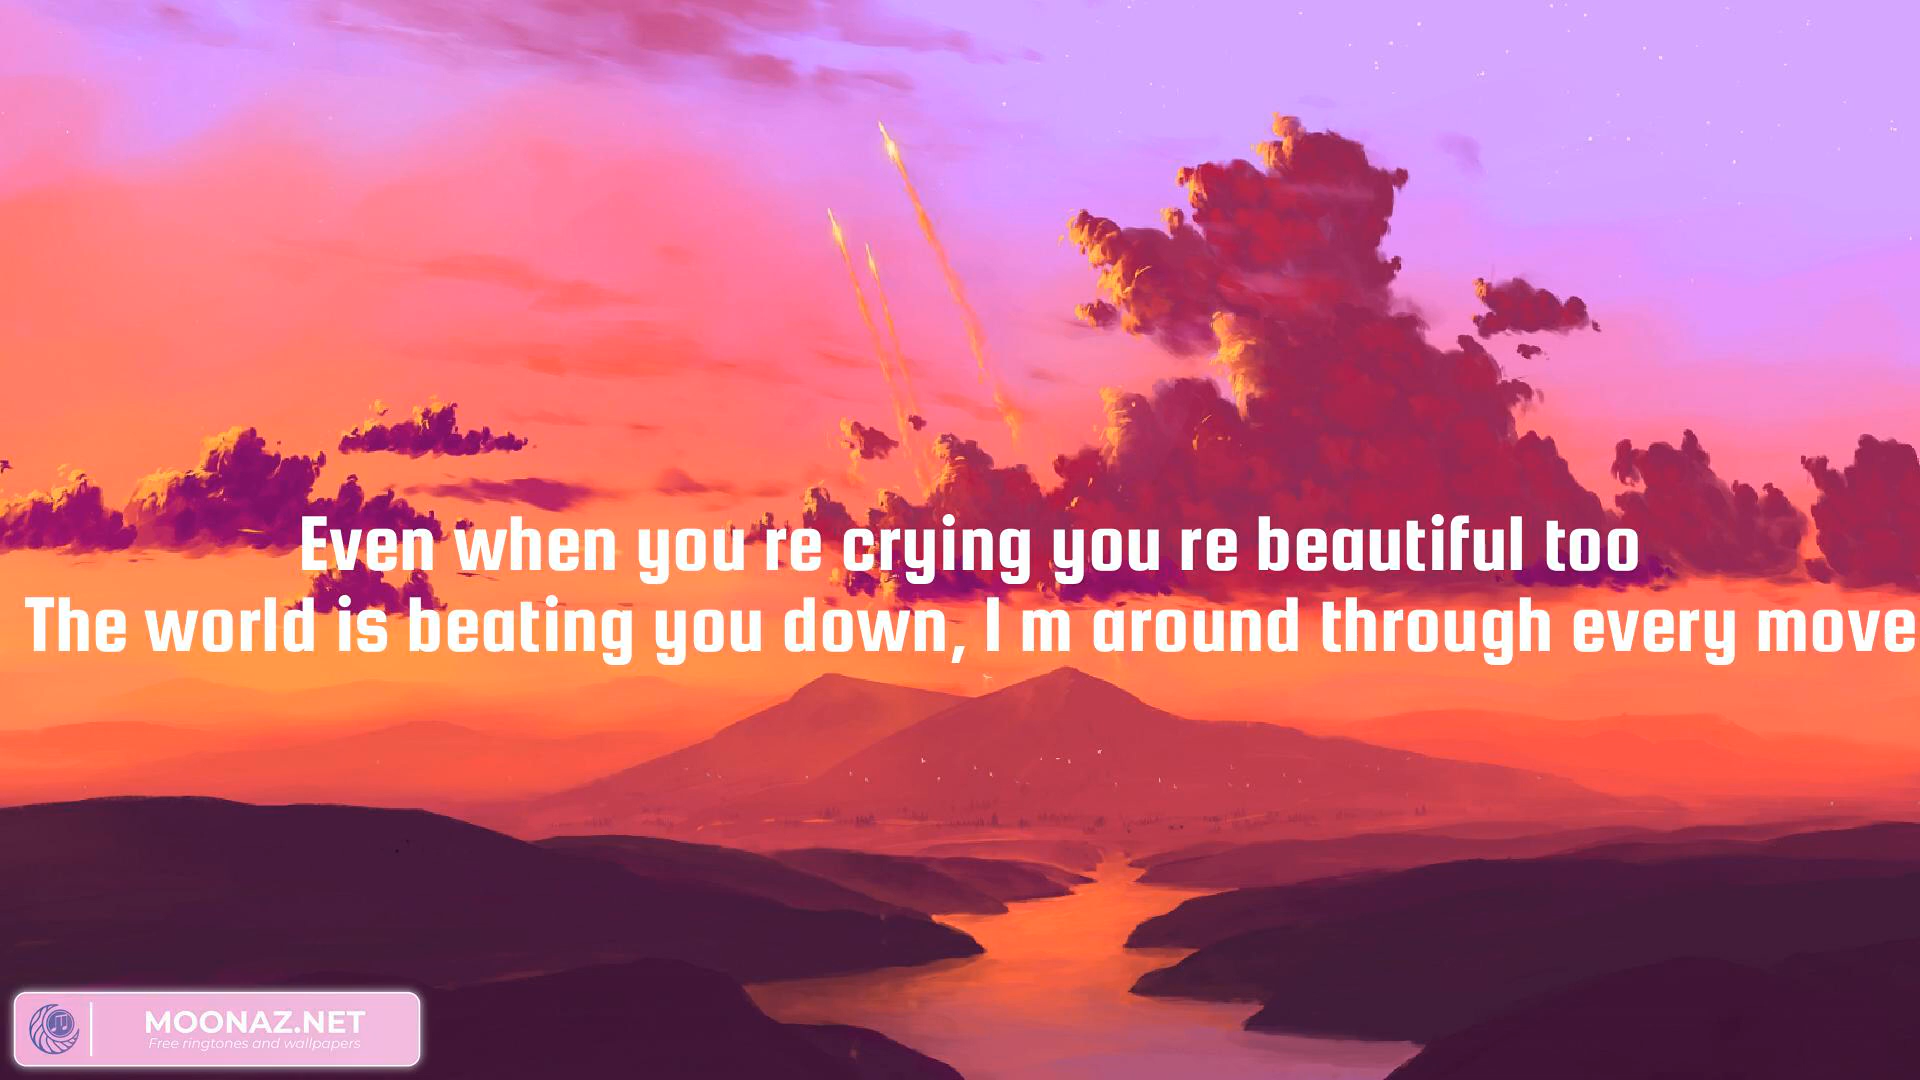 Even when you re crying you re beautiful too
The world is beating you down, I m around through every move
MOONAZ.NET
Free ringtones and wallpapers